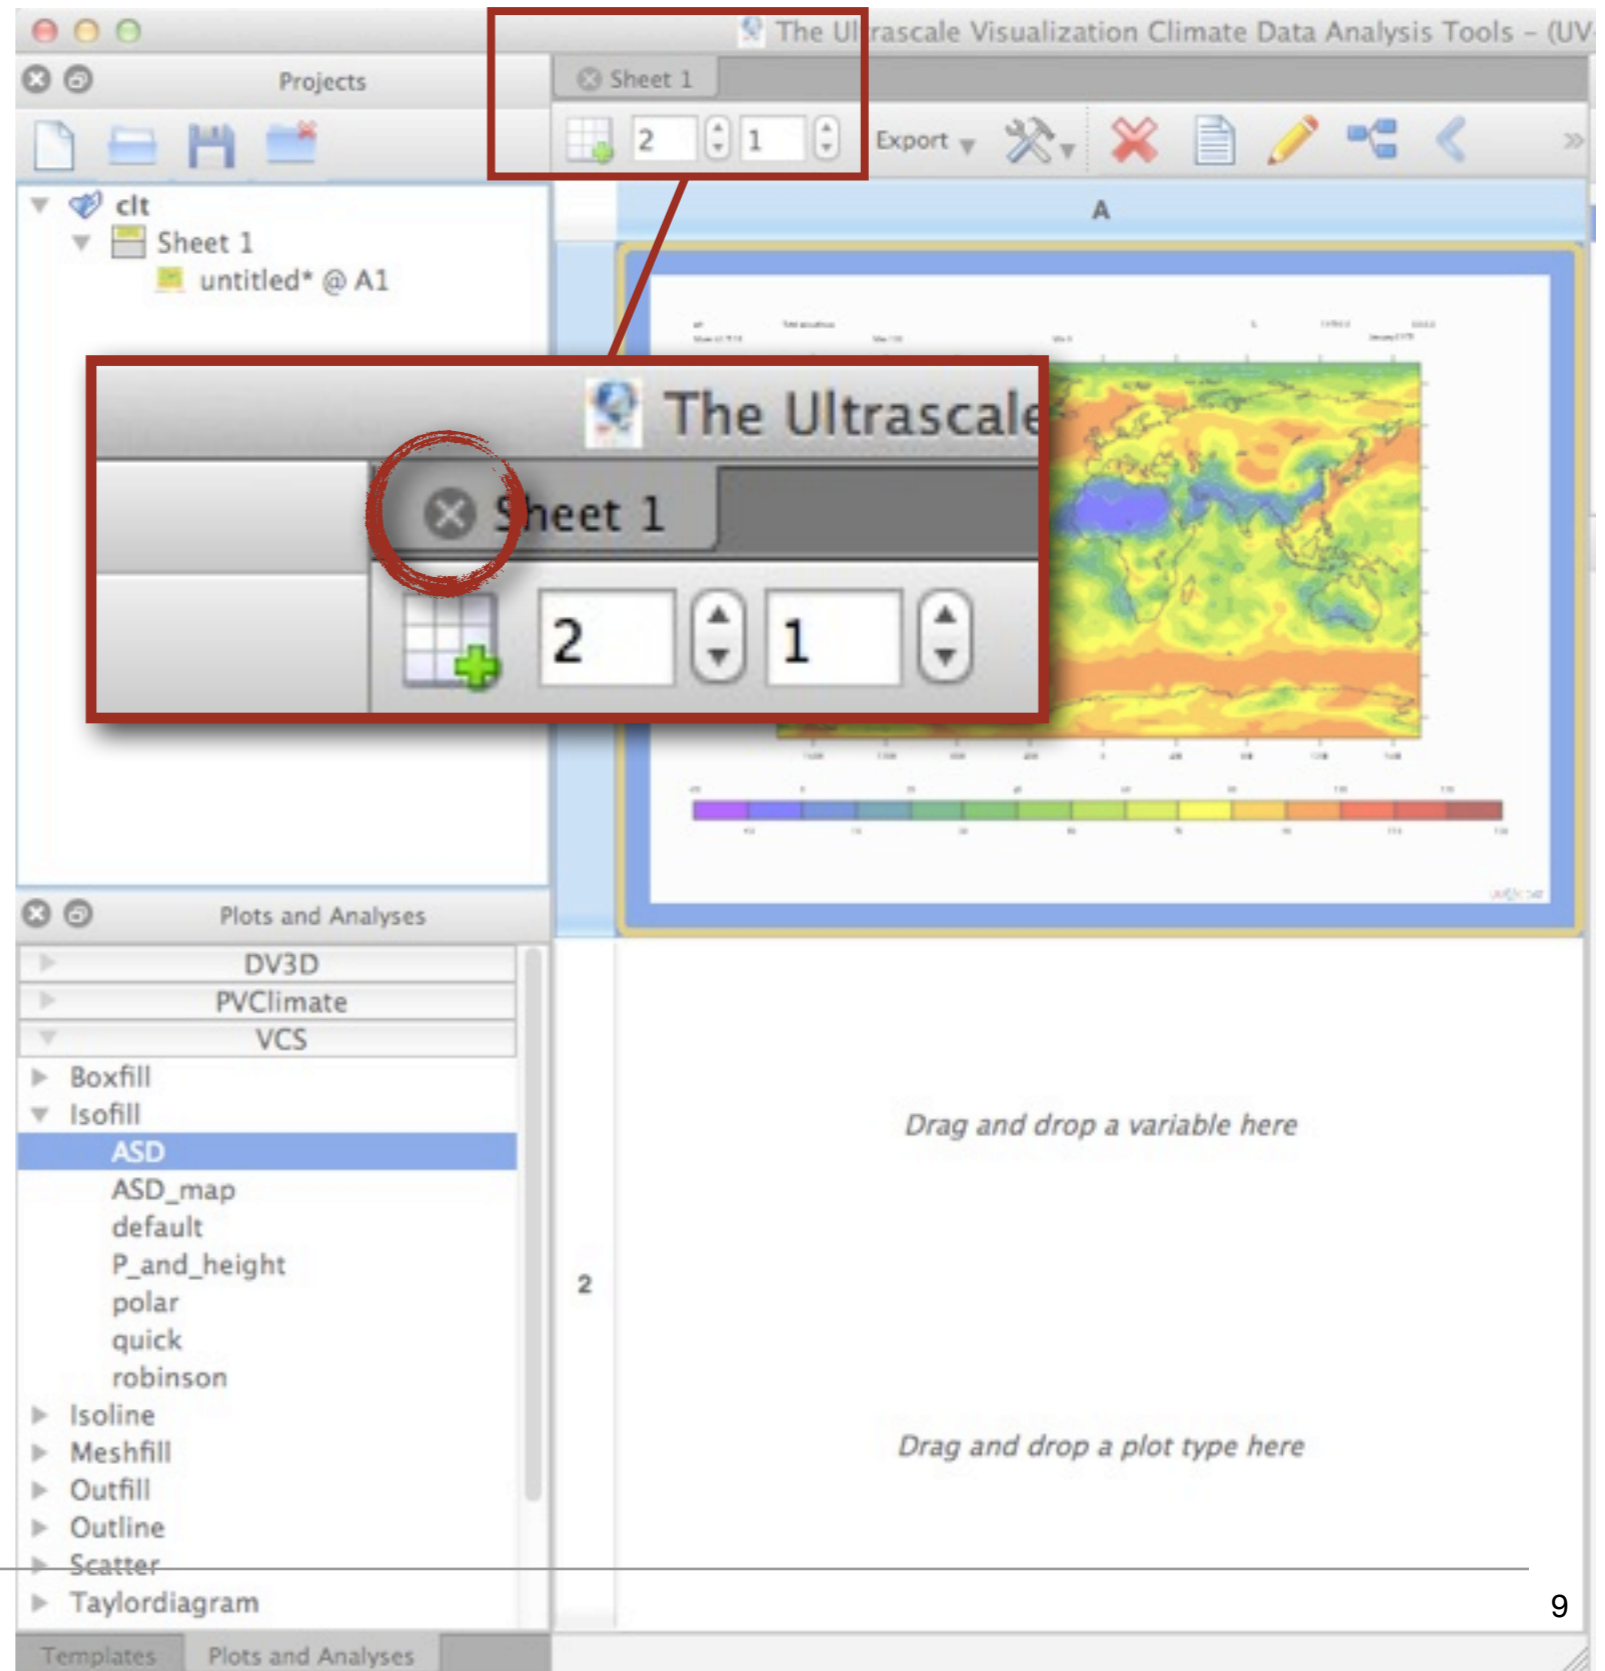 The Ultrascale Visualization Climate Data Analysis Tools – (UV-
Projects
Sheet 1
2 1 Export
clt
Sheet 1
untitled* @ A1
A
The Ultrascale
Sheet 1
2 1
Plots and Analyses
DV3D
PVClimate
VCS
Boxfill
Isofill
ASD
ASD_map
default
P_and_height
polar
quick
robinson
Isoline
Meshfill
Outfill
Outline
Scatter
Taylordiagram
Templates Plots and Analyses
Drag and drop a variable here
2
Drag and drop a plot type here
9